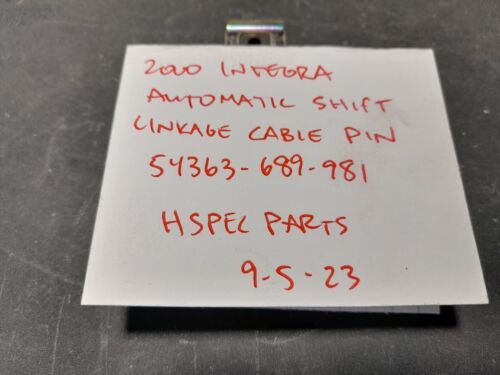 2000 INTEGRA
AUTOMATIC SHIFT
LINKAGE CABLE PIN
54363-689-981
HSPEC PARTS
9-5-23